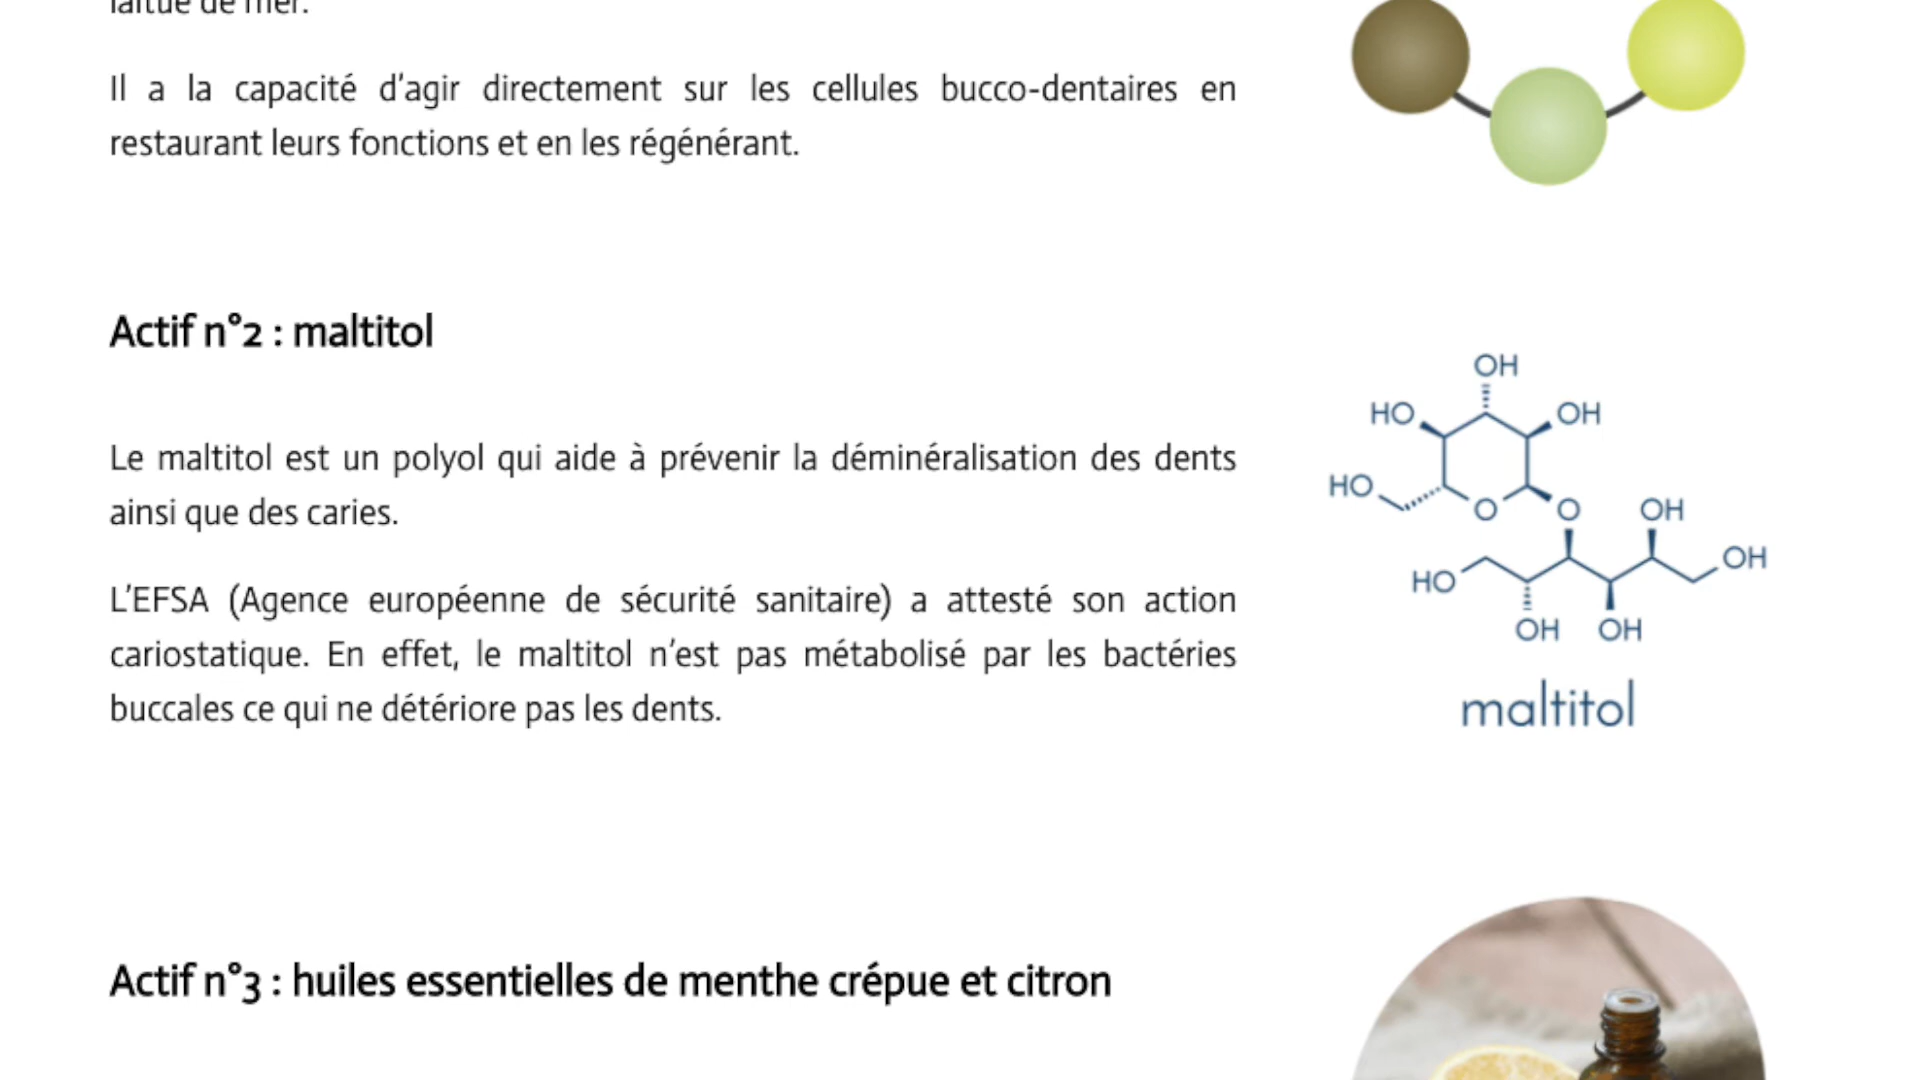 laitue de mer.
Il a la capacité d’agir directement sur les cellules bucco-dentaires en
restaurant leurs fonctions et en les régénérant.
Actif n°2 : maltitol
Le maltitol est un polyol qui aide à prévenir la déminéralisation des dents
ainsi que des caries.
L’EFSA (Agence européenne de sécurité sanitaire) a attesté son action
cariostatique. En effet, le maltitol n’est pas métabolisé par les bactéries
buccales ce qui ne détériore pas les dents.
OH
HO
OH
HO
O
O
OH
OH
HO
OH
OH
maltitol
Actif n°3 : huiles essentielles de menthe crépue et citron